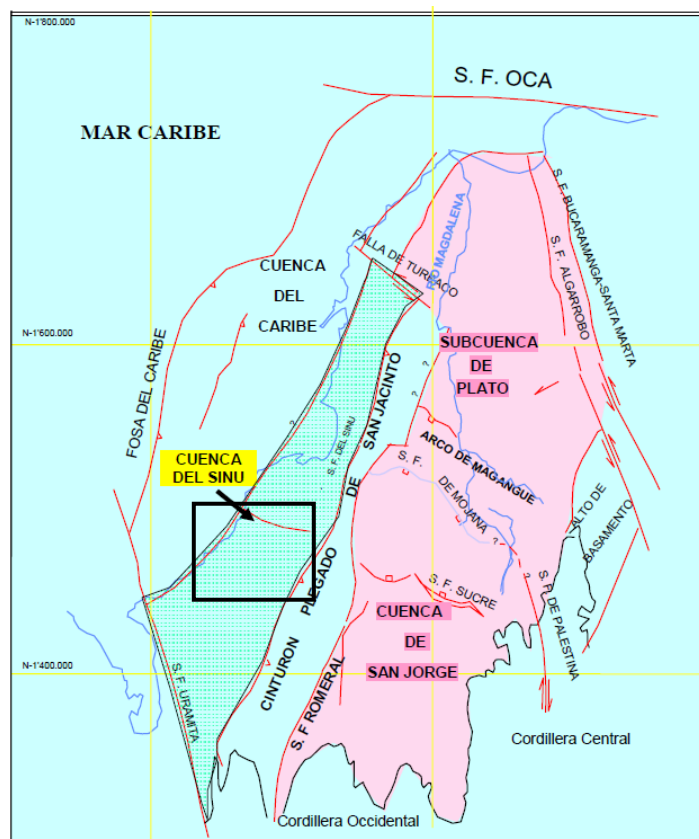 N-1'800.000
S. F. OCA
MAR CARIBE
RIO MAGDALENA
S. F. BUCARAMANGA-SANTA MARTA
S. F. ALGARROBO
FALLA DE TURBACO
CUENCA
DEL
CARIBE
N-1'600.000
SUBCUENCA
DE
PLATO
FOSA DEL CARIBE
S. F. DEL SINU
CINTURON PLEGADO DE SAN JACINTO
?
?
?
ARCO DE MAGANGUE
CUENCA
DEL SINU
S. F. DE MOJANA
?
?
ALTO DE
BASAMENTO
S. F. SUCRE
S. F. DE PALESTINA
CUENCA
DE
SAN JORGE
N-1'400.000
S. F. URAMITA
S. F ROMERAL
Cordillera Central
Cordillera Occidental